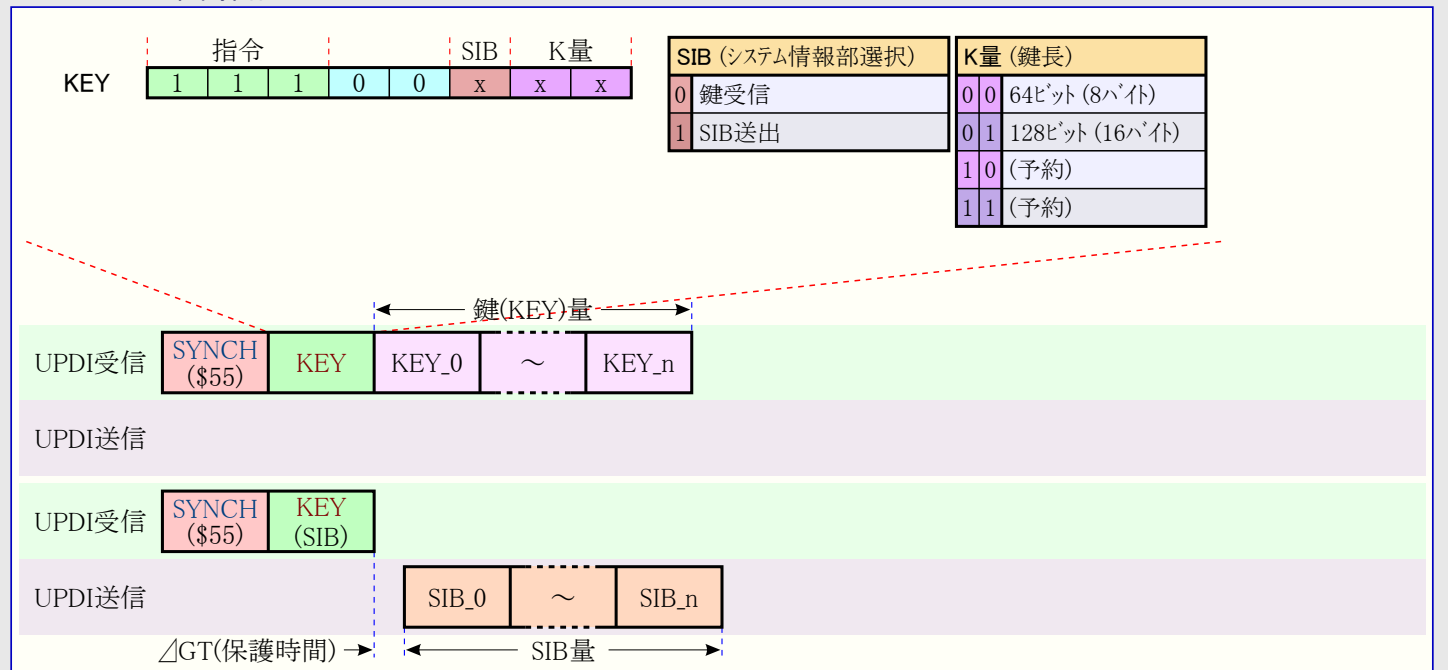 指令 SIB K量
KEY 1 1 1 0 0 x x x
SIB (システム情報部選択)
0 鍵受信
1 SIB送出
K量 (鍵長)
0 0 64ビット (8バイト)
0 1 128ビット (16バイト)
1 0 (予約)
1 1 (予約)
鍵(KEY)量
UPDI受信 SYNCH ($55) KEY KEY_0 ～ KEY_n
UPDI送信
UPDI受信 SYNCH ($55) KEY (SIB)
UPDI送信 SIB_0 ～ SIB_n
⊿GT(保護時間) SIB量